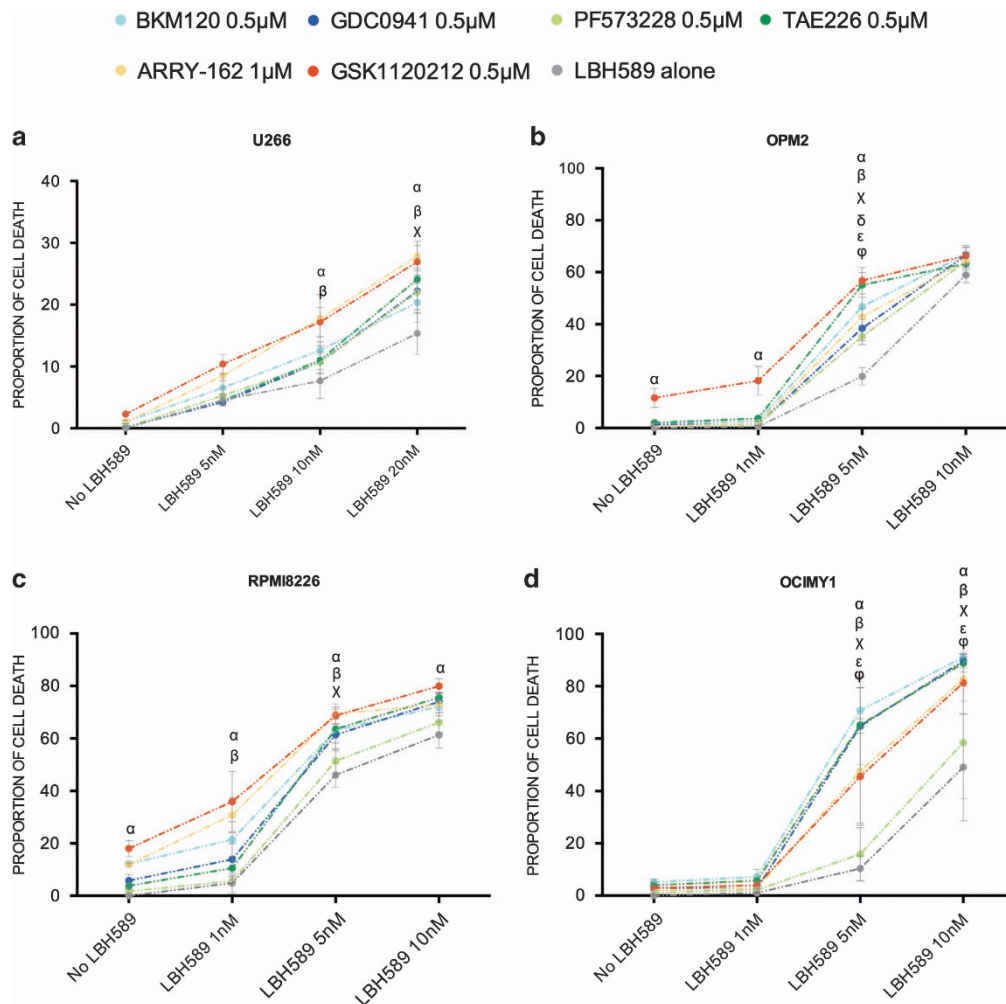 BKM120 0.5µM GDC0941 0.5µM PF573228 0.5µM TAE226 0.5µM
ARRY-162 1µM GSK1120212 0.5µM LBH589 alone
a
U266
PROPORTION OF CELL DEATH
40
30
20
10
0
α
β
α
β
χ
No LBH589
LBH589 5nM
LBH589 10nM
LBH589 20nM
b
OPM2
PROPORTION OF CELL DEATH
100
80
60
40
20
0
α
α
α
β
χ
δ
ε
φ
No LBH589
LBH589 1nM
LBH589 5nM
LBH589 10nM
c
RPMI8226
PROPORTION OF CELL DEATH
100
80
60
40
20
0
α
α
β
α
β
χ
α
No LBH589
LBH589 1nM
LBH589 5nM
LBH589 10nM
d
OCIMY1
PROPORTION OF CELL DEATH
100
80
60
40
20
0
α
β
χ
ε
φ
α
β
χ
ε
φ
No LBH589
LBH589 1nM
LBH589 5nM
LBH589 10nM